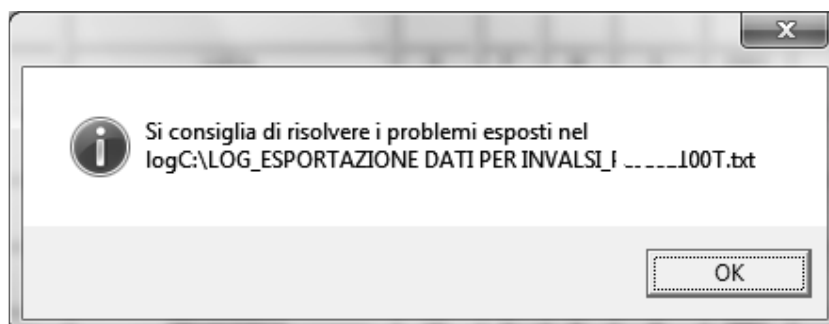 Si consiglia di risolvere i problemi esposti nel
logC:\LOG_ESPORTAZIONE DATI PER INVALSI_ 100T.txt
OK